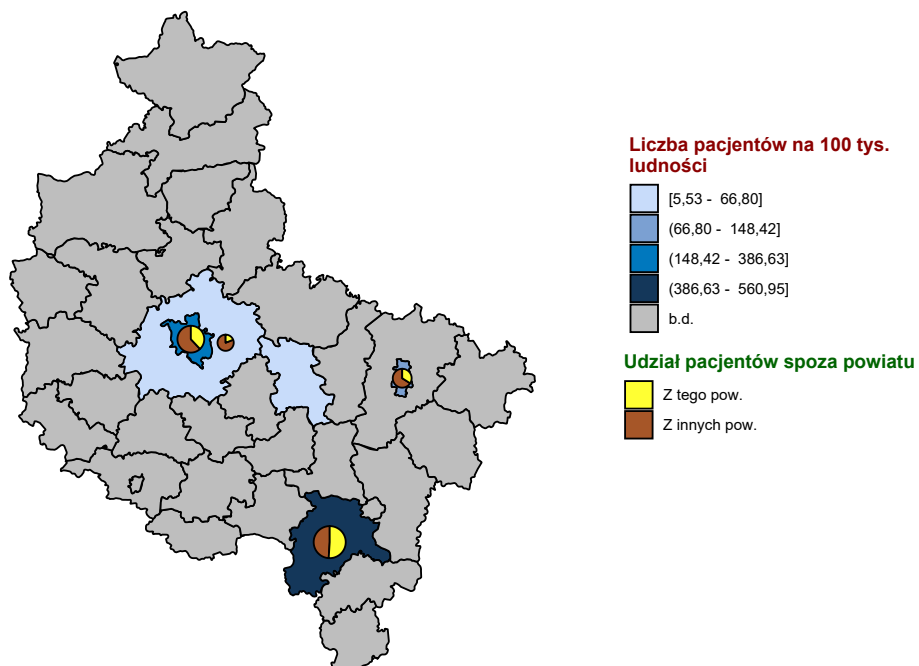 Liczba pacjentów na 100 tys.
ludności
[5,53 - 66,80]
(66,80 - 148,42]
(148,42 - 386,63]
(386,63 - 560,95]
b.d.
Udział pacjentów spoza powiatu
Z tego pow.
Z innych pow.